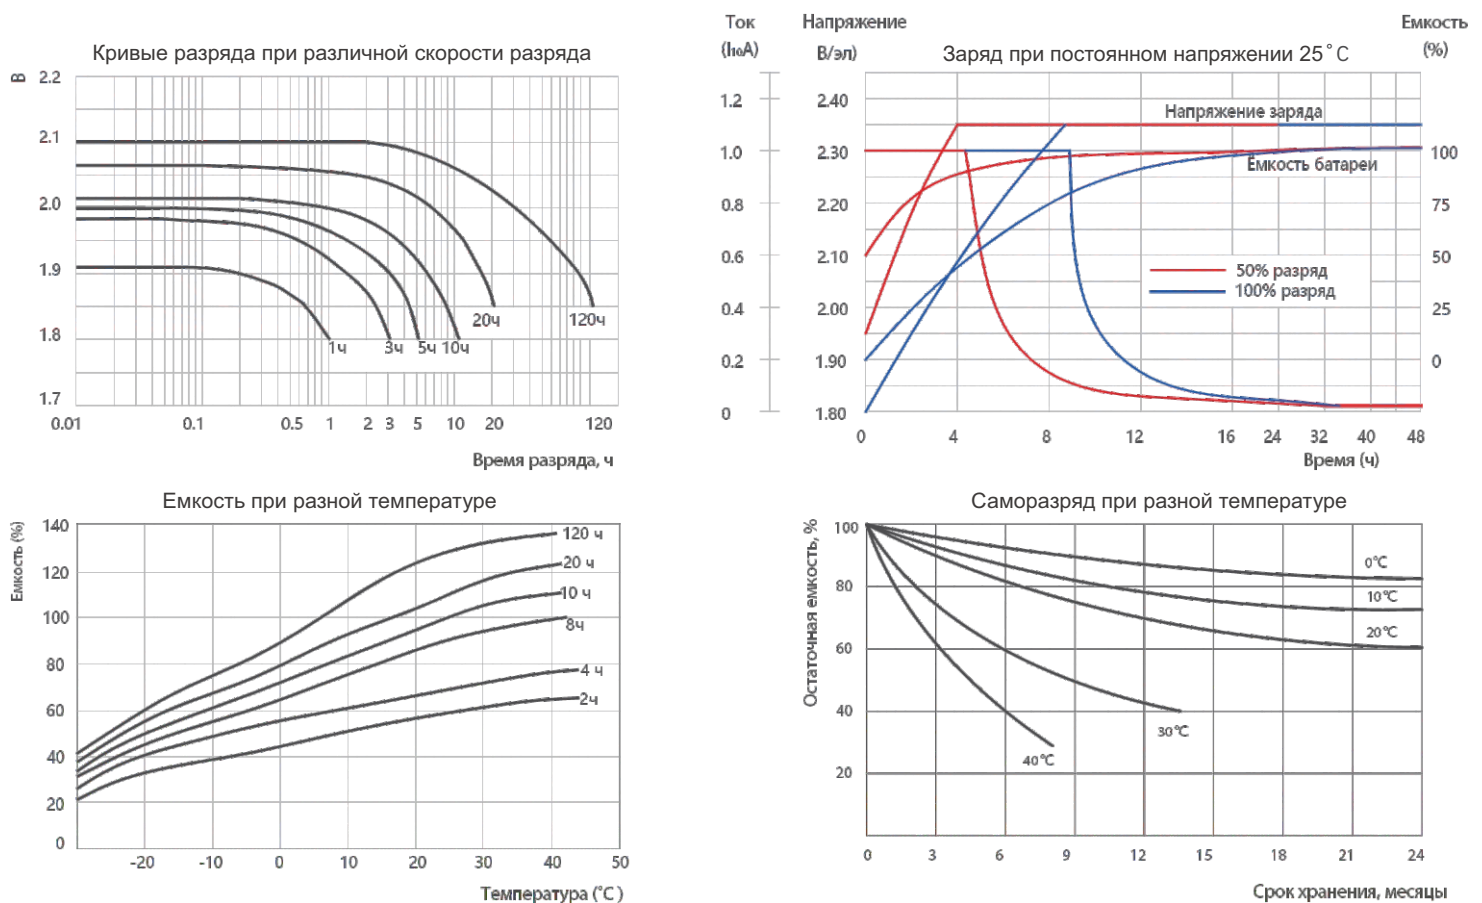 Кривые разряда при различной скорости разряда
В
2.2
2.1
2.0
1.9
1.8
1.7
1ч
3ч
5ч
10ч
20ч
120ч
0.01
0.1
0.5
1
2
3
5
10
20
120
Время разряда, ч
Ток
(I₁₀А)
Напряжение
В/эл)
Заряд при постоянном напряжении 25°C
Емкость
(%)
1.2
1.0
0.8
0.6
0.4
0.2
0
2.40
2.30
2.20
2.10
2.00
1.90
1.80
Напряжение заряда
Емкость батареи
50% разряд
100% разряд
100
75
50
25
0
0
4
8
12
16
24
32
40
48
Время (ч)
Емкость при разной температуре
Емкость (%)
140
120
100
80
60
40
20
0
120 ч
20 ч
10 ч
8ч
4 ч
2ч
-20
-10
0
10
20
30
40
50
Температура (°C)
Саморазряд при разной температуре
Остаточная емкость, %
100
80
60
40
20
0°C
10°C
20°C
30°C
40°C
0
3
6
9
12
15
18
21
24
Срок хранения, месяцы